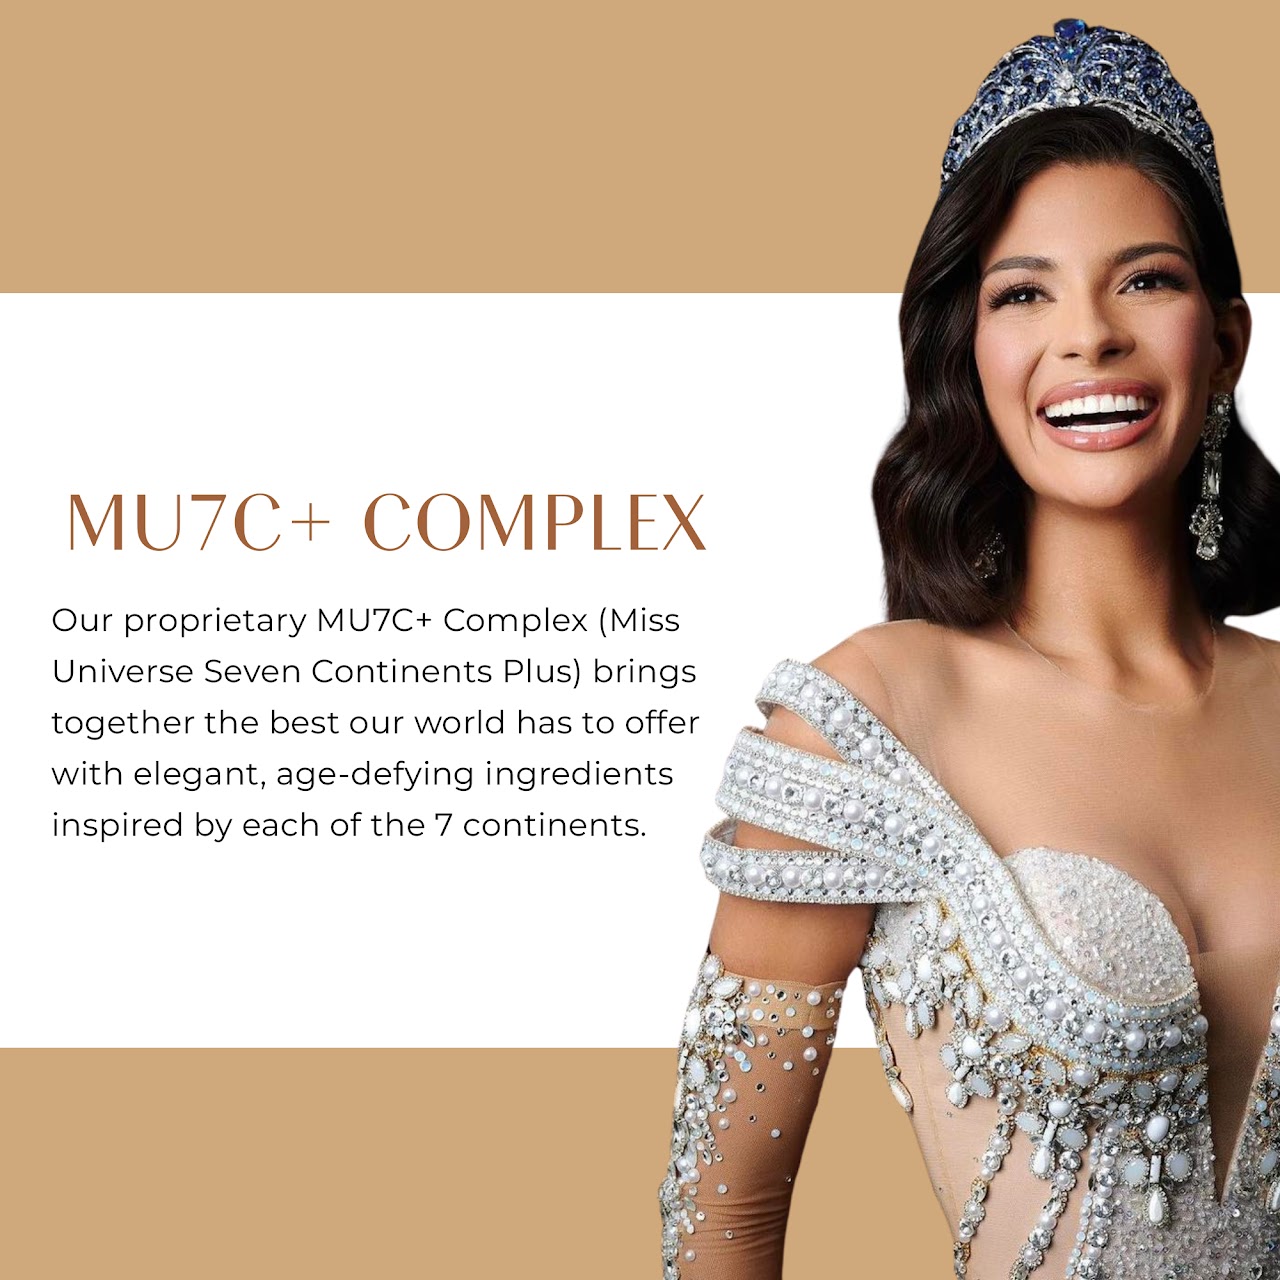 MU7C+ COMPLEX
Our proprietary MU7C+ Complex (Miss
Universe Seven Continents Plus) brings
together the best our world has to offer
with elegant, age-defying ingredients
inspired by each of the 7 continents.